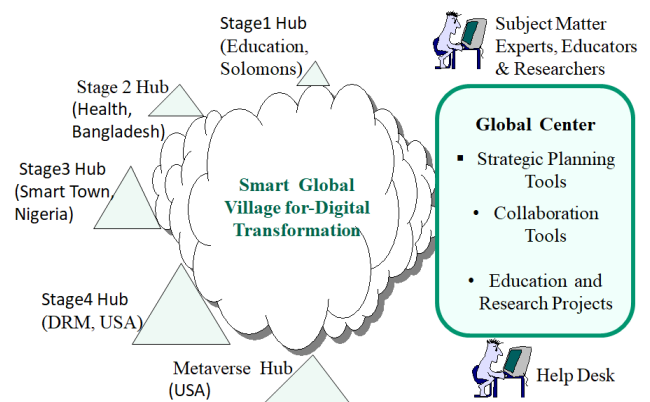 Stage1 Hub
(Education,
Solomons)
Stage 2 Hub
(Health,
Bangladesh)
Stage3 Hub
(Smart Town,
Nigeria)
Stage4 Hub
(DRM, USA)
Metaverse Hub
(USA)
Smart Global
Village for-Digital
Transformation
Subject Matter
Experts, Educators
& Researchers
Global Center
▪ Strategic Planning
Tools
• Collaboration
Tools
• Education and
Research Projects
Help Desk